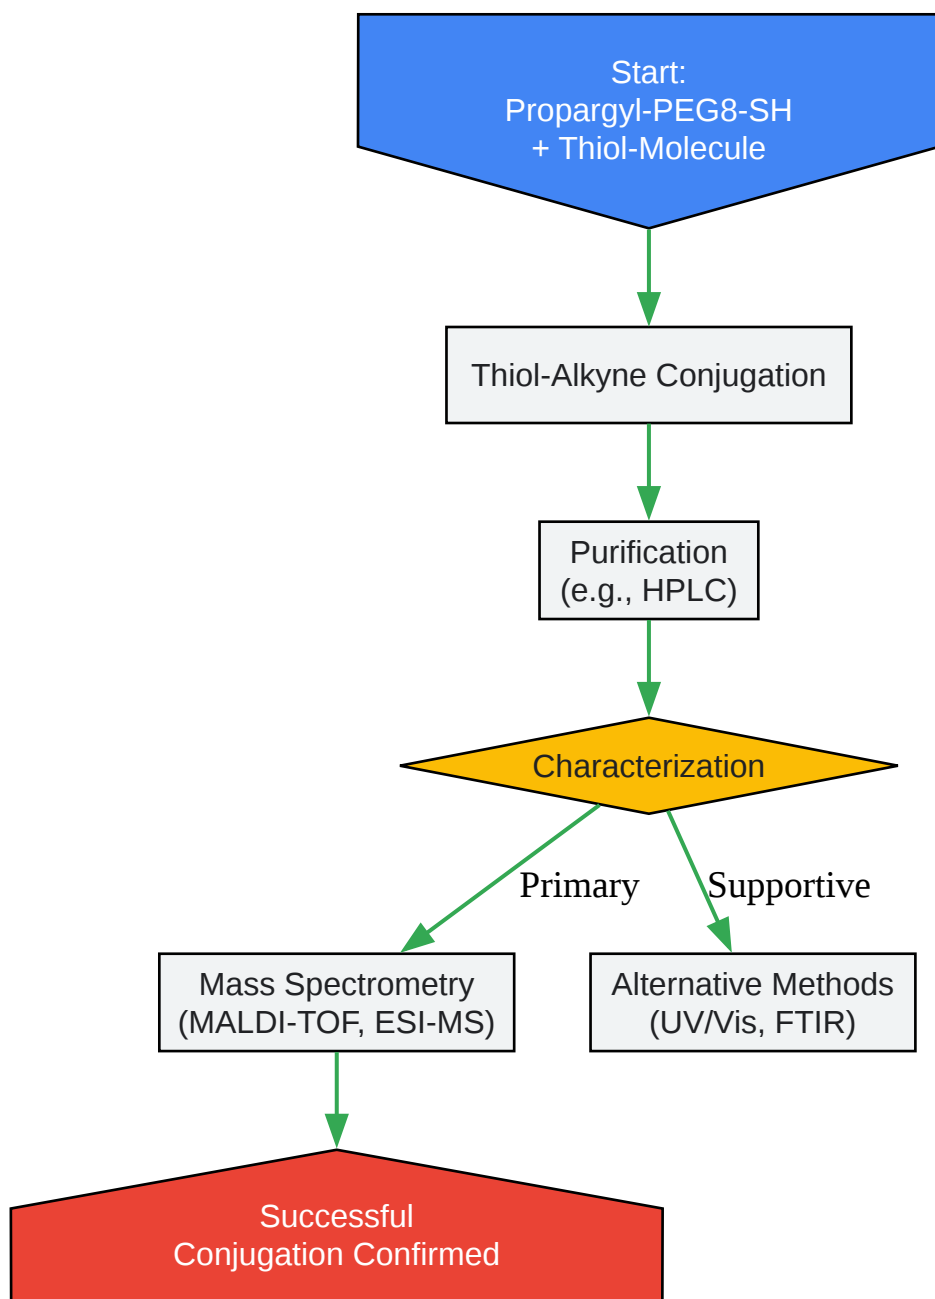 Start:
Propargyl-PEG8-SH
+ Thiol-Molecule
Thiol-Alkyne Conjugation
Purification
(e.g., HPLC)
Characterization
Primary
Supportive
Mass Spectrometry
(MALDI-TOF, ESI-MS)
Alternative Methods
(UV/Vis, FTIR)
Successful
Conjugation Confirmed